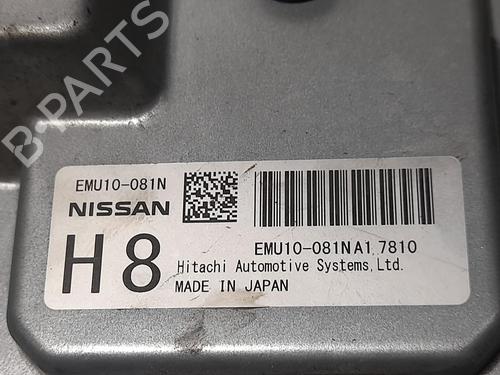 B-PARTS
EMU10-081N
NISSAN
EMU10-081NA1 7810
H8
Hitachi Automotive Systems,Ltd.
MADE IN JAPAN